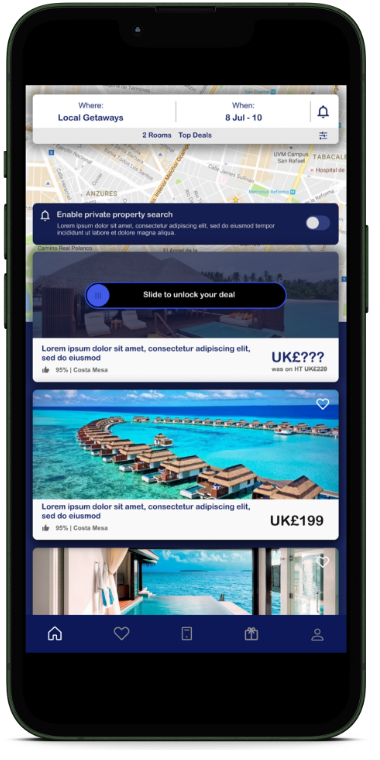 Where:
Local Getaways
When:
8 Jul - 10
2 Rooms Top Deals
UVM Campus
San Rafael
TABACALE
Hospital de
ANZURES
Enable private property search
Lorem ipsum dolor sit amet, consectetur adipiscing elit, sed do eiusmod tempor
incididunt ut labore et dolore magna aliqua.
Camino Real Polanco
Slide to unlock your deal
Lorem ipsum dolor sit amet, consectetur adipiscing elit,
sed do eiusmod
95% | Costa Mesa
UK£???
was on HT UK£229
Lorem ipsum dolor sit amet, consectetur adipiscing elit,
sed do eiusmod
95% | Costa Mesa
UK£199